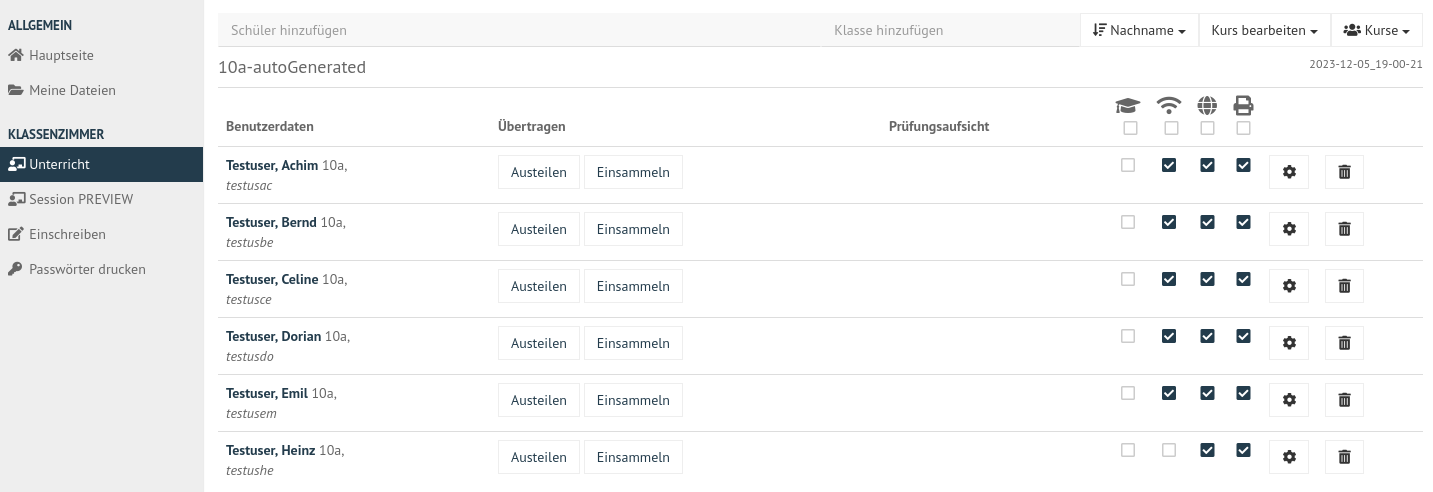 ALLGEMEIN
Hauptseite
Meine Dateien
KLASSENZIMMER
Unterricht
Session PREVIEW
Einschreiben
Passwörter drucken
Schüler hinzufügen Klasse hinzufügen Nachname Kurs bearbeiten Kurse
10a-autoGenerated 2023-12-05_19-00-21
Benutzerdaten Übertragen Prüfungsaufsicht
Testuser, Achim 10a, Austeilen Einsammeln
testusac
Testuser, Bernd 10a, Austeilen Einsammeln
testusbe
Testuser, Celine 10a, Austeilen Einsammeln
testusce
Testuser, Dorian 10a, Austeilen Einsammeln
testusdo
Testuser, Emil 10a, Austeilen Einsammeln
testusem
Testuser, Heinz 10a, Austeilen Einsammeln
testushe